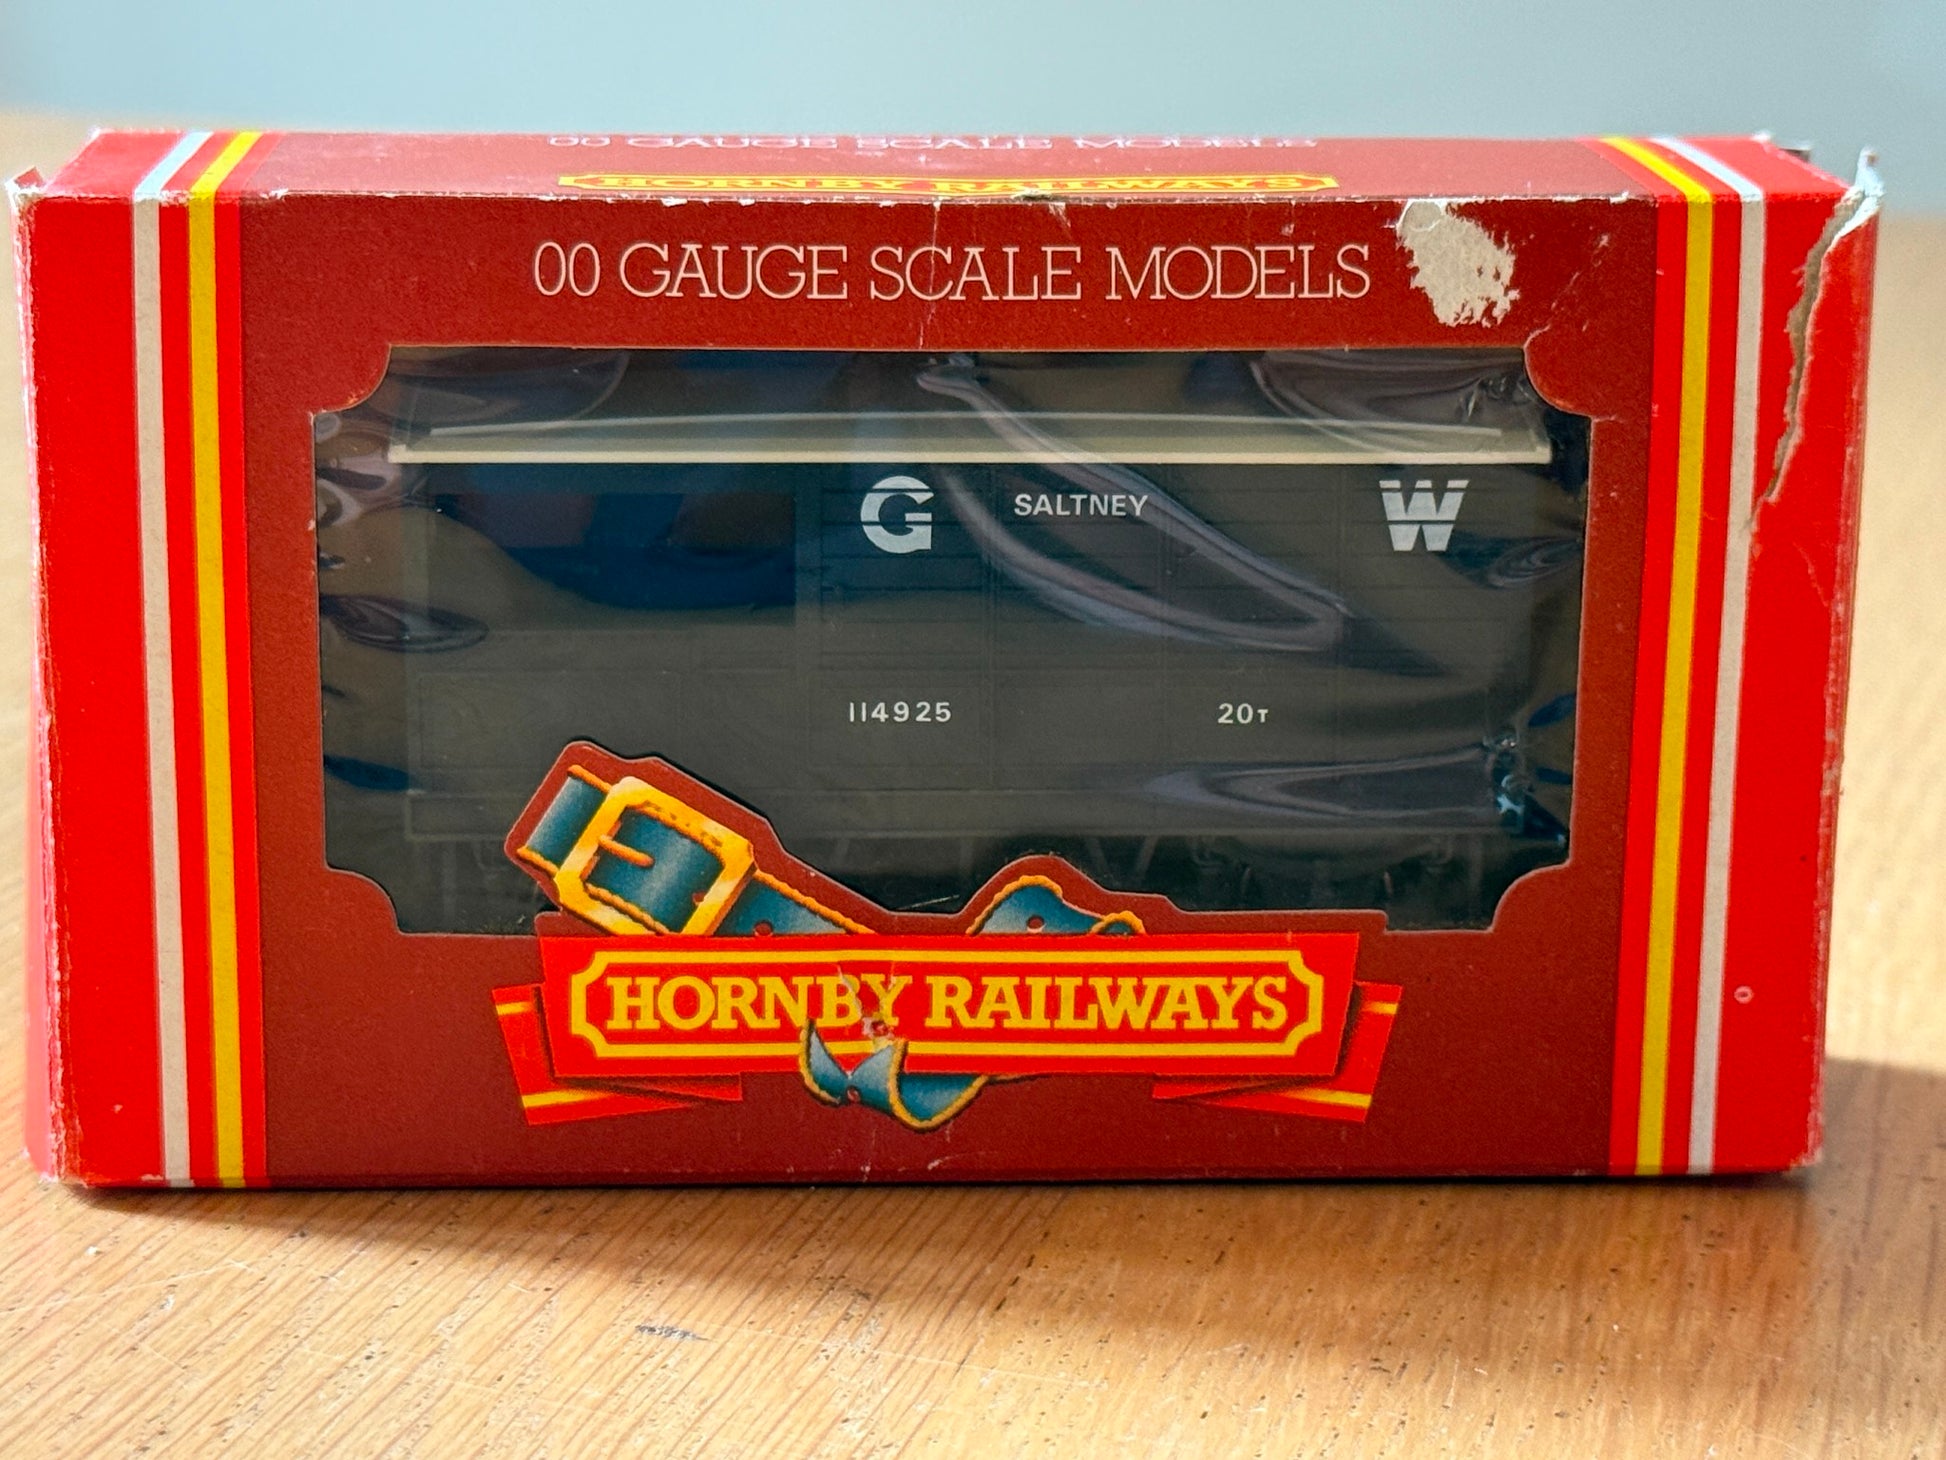 00 GAUGE SCALE MODELS
HORNBY RAILWAYS
00 GAUGE SCALE MODELS
G SALTNEY W
114925 20T
HORNBY RAILWAYS